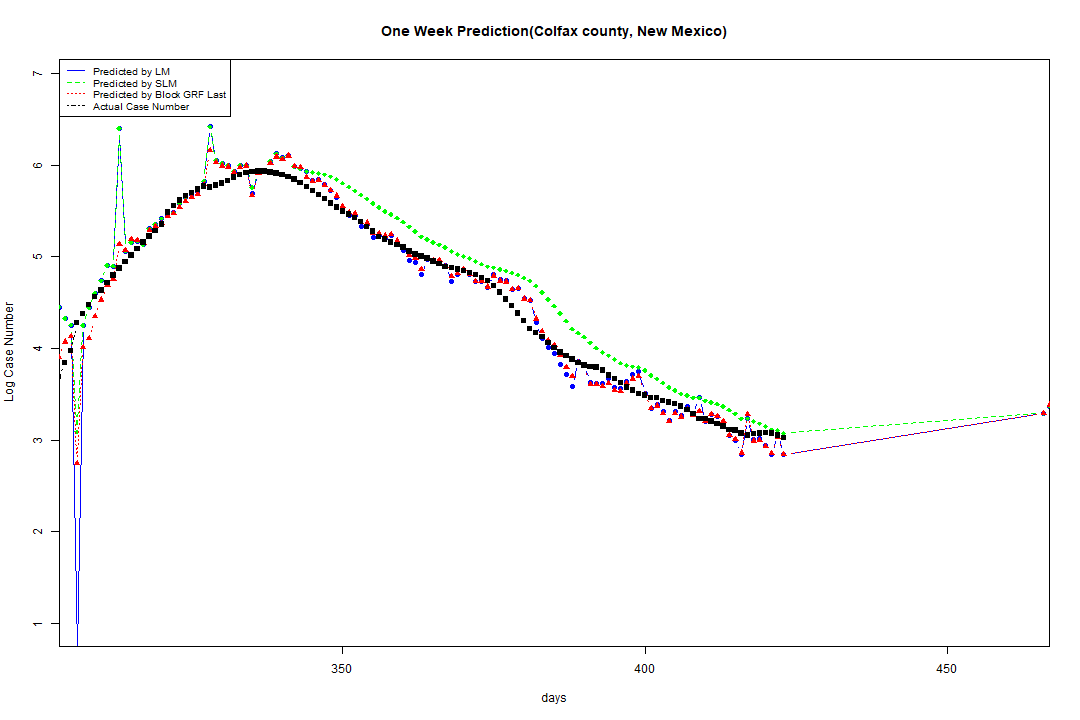 One Week Prediction(Colfax county, New Mexico)
Predicted by LM
Predicted by SLM
Predicted by Block GRF Last
Actual Case Number
7
6
5
4
3
2
1
Log Case Number
350
400
450
days